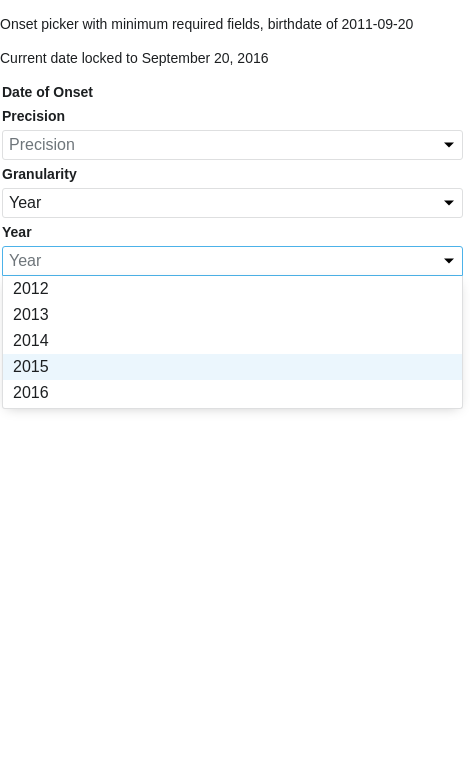 Onset picker with minimum required fields, birthdate of 2011-09-20
Current date locked to September 20, 2016
Date of Onset
Precision
Precision
Granularity
Year
Year
Year
2012
2013
2014
2015
2016